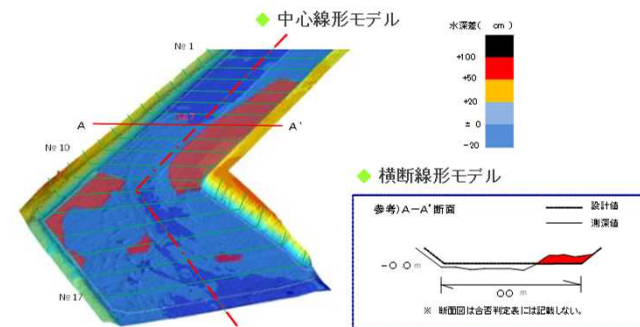 ◆ 中心線形モデル
水深差( cm)
+100
+50
+20
± 0
-20
№ 1
A
A'
№ 10
№ 17
◆ 横断線形モデル
参考)A-A'断面
設計値
測深値
-〇.〇 m
〇〇 m
※ 断面図は合否判定表には記載しない。